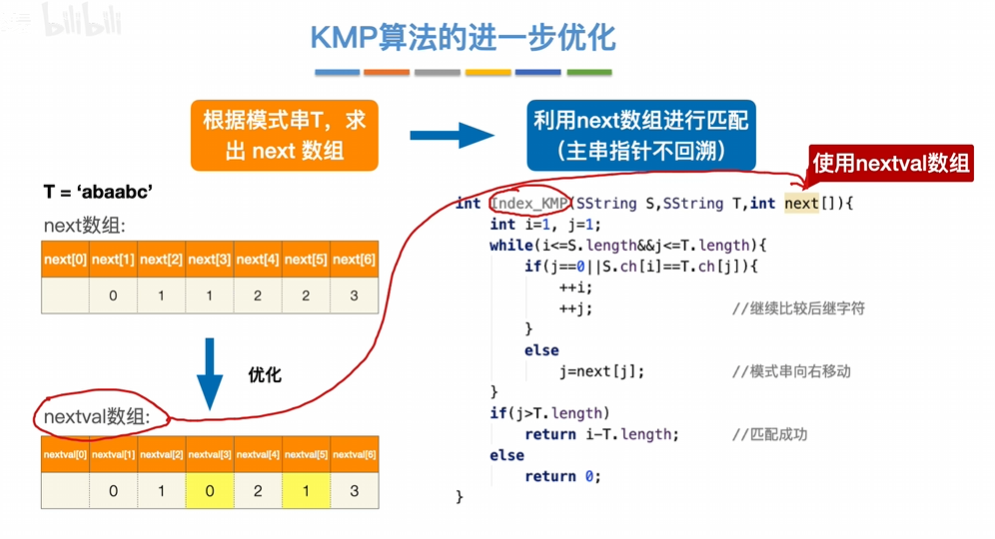 bilibili
KMP算法的进一步优化
根据模式串T，求
出 next 数组
利用next数组进行匹配
（主串指针不回溯）
使用nextval数组
T = ‘abaabc’
next数组:
next[0] next[1] next[2] next[3] next[4] next[5] next[6]
0 1 1 2 2 3
优化
nextval数组:
nextval[0] nextval[1] nextval[2] nextval[3] nextval[4] nextval[5] nextval[6]
0 1 0 2 1 3
int Index_KMP(SString S,SString T,int next[]){
int i=1, j=1;
while(i<=S.length&&j<=T.length){
if(j==0||S.ch[i]==T.ch[j]){
++i;
++j; //继续比较后继字符
}
else
j=next[j]; //模式串向右移动
}
if(j>T.length)
return i-T.length; //匹配成功
else
return 0;
}